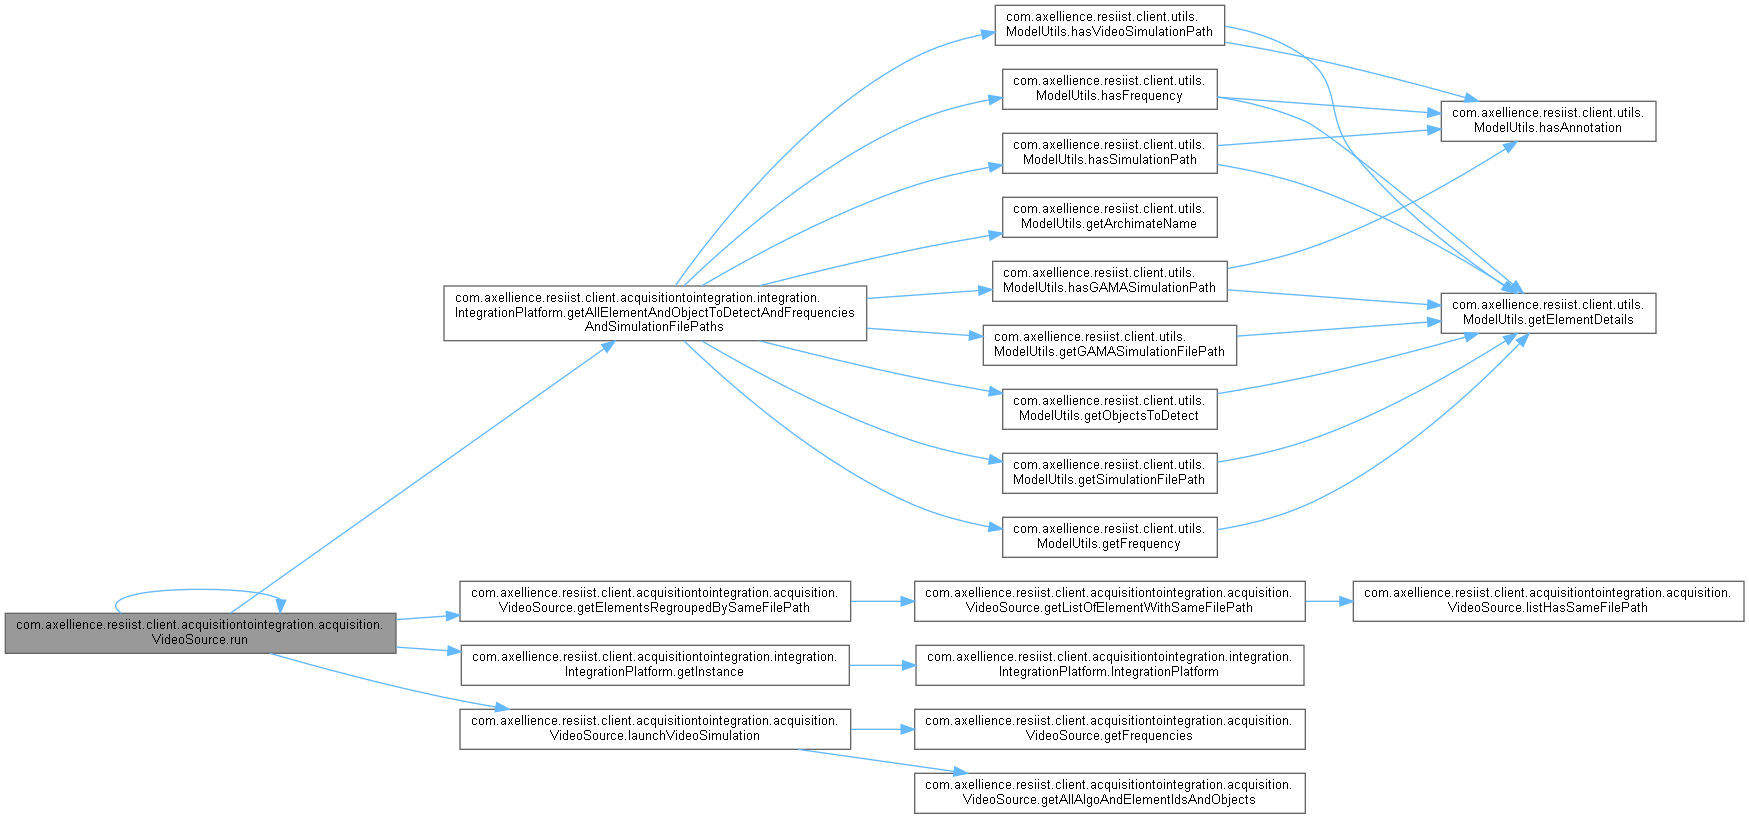 com.axellience.resiist.client.utils.
ModelUtils.hasVideoSimulationPath
com.axellience.resiist.client.utils.
ModelUtils.hasFrequency
com.axellience.resiist.client.utils.
ModelUtils.hasAnnotation
com.axellience.resiist.client.utils.
ModelUtils.hasSimulationPath
com.axellience.resiist.client.utils.
ModelUtils.getArchimateName
com.axellience.resiist.client.utils.
ModelUtils.hasGAMASimulationPath
com.axellience.resiist.client.acquisitiontointegration.integration.
IntegrationPlatform.getAllElementAndObjectToDetectAndFrequencies
AndSimulationFilePaths
com.axellience.resiist.client.utils.
ModelUtils.getElementDetails
com.axellience.resiist.client.utils.
ModelUtils.getGAMASimulationFilePath
com.axellience.resiist.client.utils.
ModelUtils.getObjectsToDetect
com.axellience.resiist.client.utils.
ModelUtils.getSimulationFilePath
com.axellience.resiist.client.utils.
ModelUtils.getFrequency
com.axellience.resiist.client.acquisitiontointegration.acquisition.
VideoSource.run
com.axellience.resiist.client.acquisitiontointegration.acquisition.
VideoSource.getElementsRegroupedBySameFilePath
com.axellience.resiist.client.acquisitiontointegration.acquisition.
VideoSource.getListOfElementWithSameFilePath
com.axellience.resiist.client.acquisitiontointegration.acquisition.
VideoSource.listHasSameFilePath
com.axellience.resiist.client.acquisitiontointegration.integration.
IntegrationPlatform.getInstance
com.axellience.resiist.client.acquisitiontointegration.integration.
IntegrationPlatform.IntegrationPlatform
com.axellience.resiist.client.acquisitiontointegration.acquisition.
VideoSource.launchVideoSimulation
com.axellience.resiist.client.acquisitiontointegration.acquisition.
VideoSource.getFrequencies
com.axellience.resiist.client.acquisitiontointegration.acquisition.
VideoSource.getAllAlgoAndElementIdsAndObjects